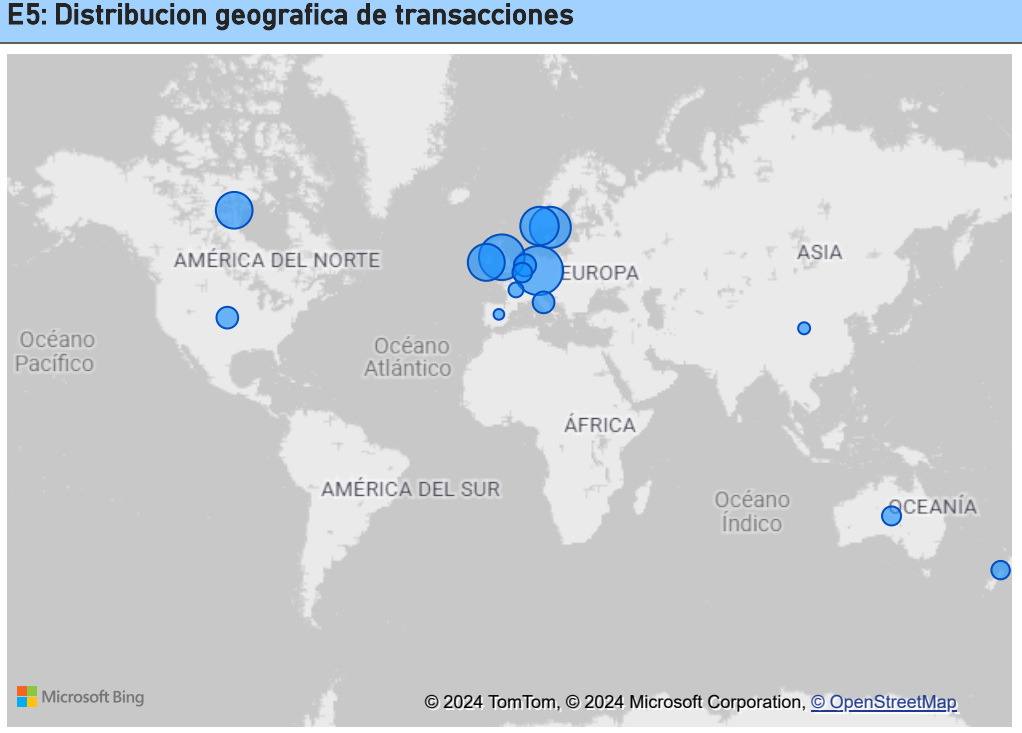 E5: Distribucion geografica de transacciones
AMÉRICA DEL NORTE
EUROPA
ASIA
Océano
Pacífico
Océano
Atlántico
ÁFRICA
AMÉRICA DEL SUR
Océano
Índico
OCEANÍA
Microsoft Bing
© 2024 TomTom, © 2024 Microsoft Corporation, © OpenStreetMap